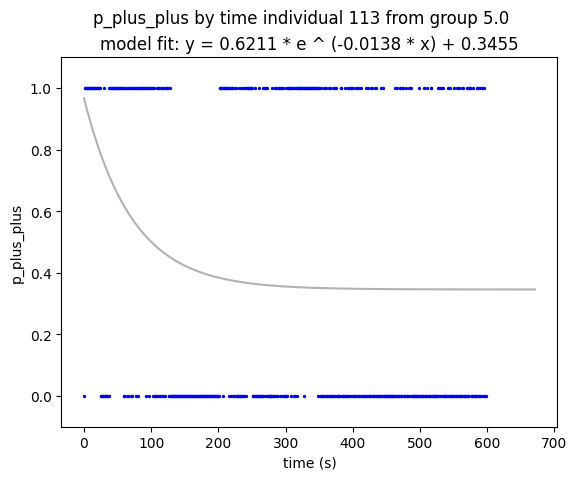 p_plus_plus by time individual 113 from group 5.0
model fit: y = 0.6211 * e ^ (-0.0138 * x) + 0.3455
1.0
0.8
0.6
0.4
0.2
0.0
p_plus_plus
0 100 200 300 400 500 600 700
time (s)